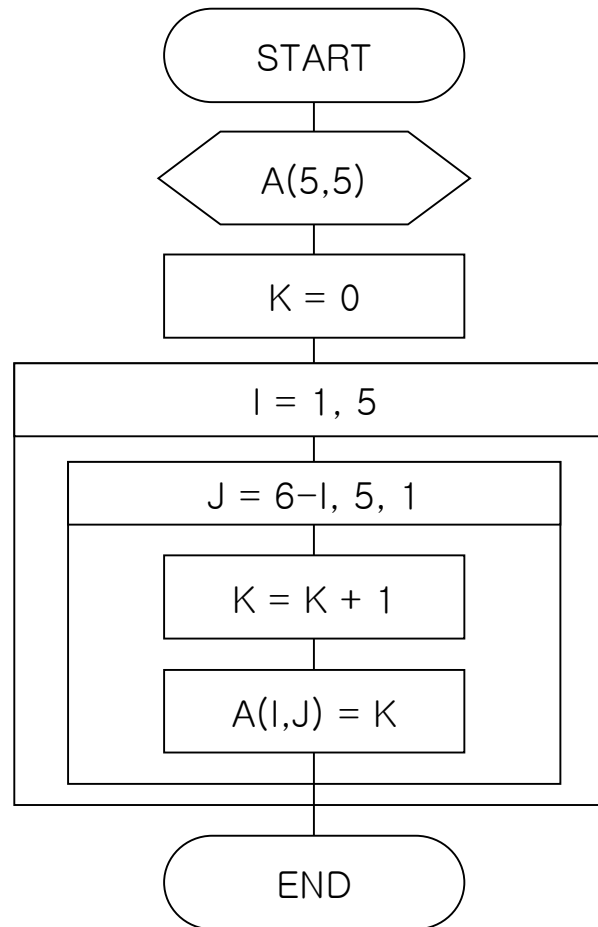 START
A(5,5)
K = 0
I = 1, 5
J = 6-I, 5, 1
K = K + 1
A(I,J) = K
END